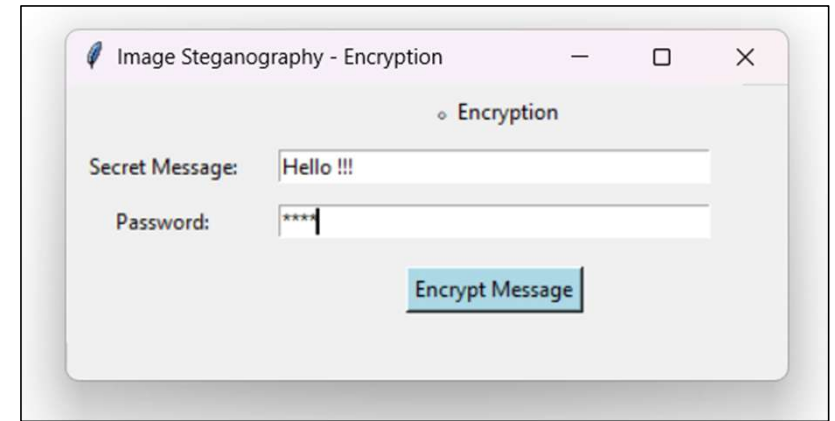 Image Steganography - Encryption
Encryption
Secret Message: Hello !!!
Password: ****
Encrypt Message